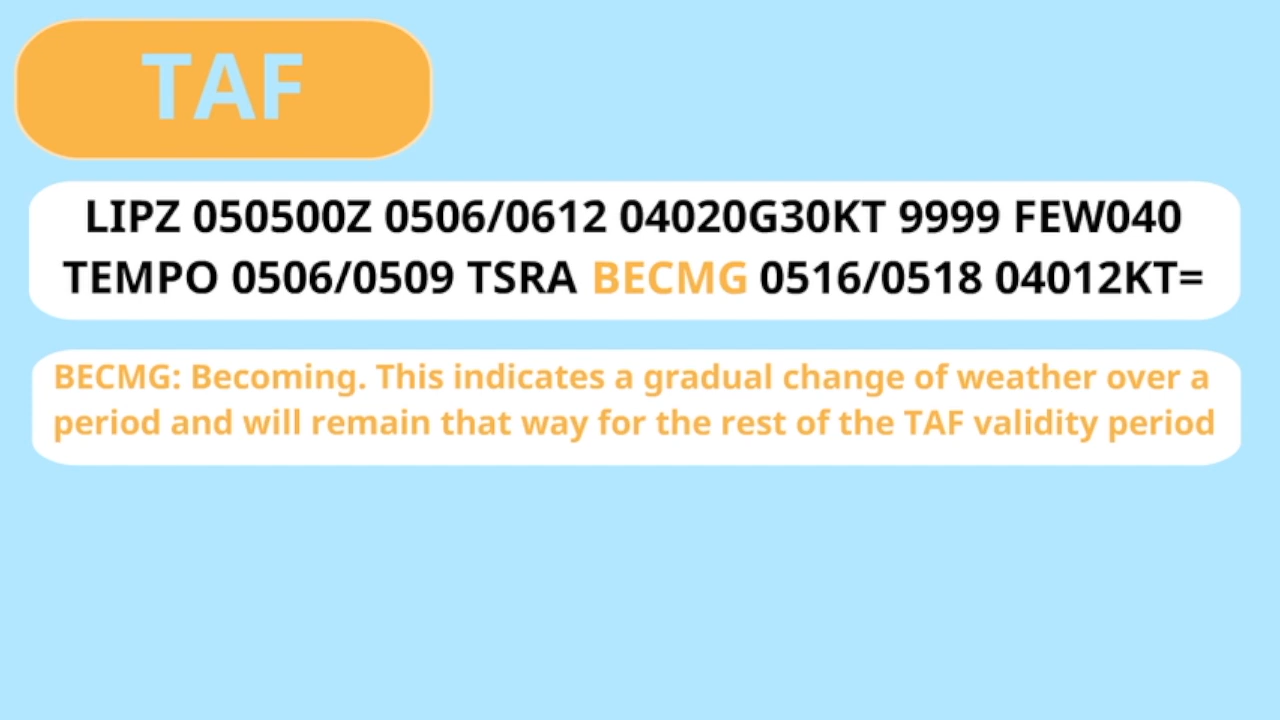 TAF
LIPZ 050500Z 0506/0612 04020G30KT 9999 FEW040
TEMPO 0506/0509 TSRA BECMG 0516/0518 04012KT=
BECMG: Becoming. This indicates a gradual change of weather over a
period and will remain that way for the rest of the TAF validity period